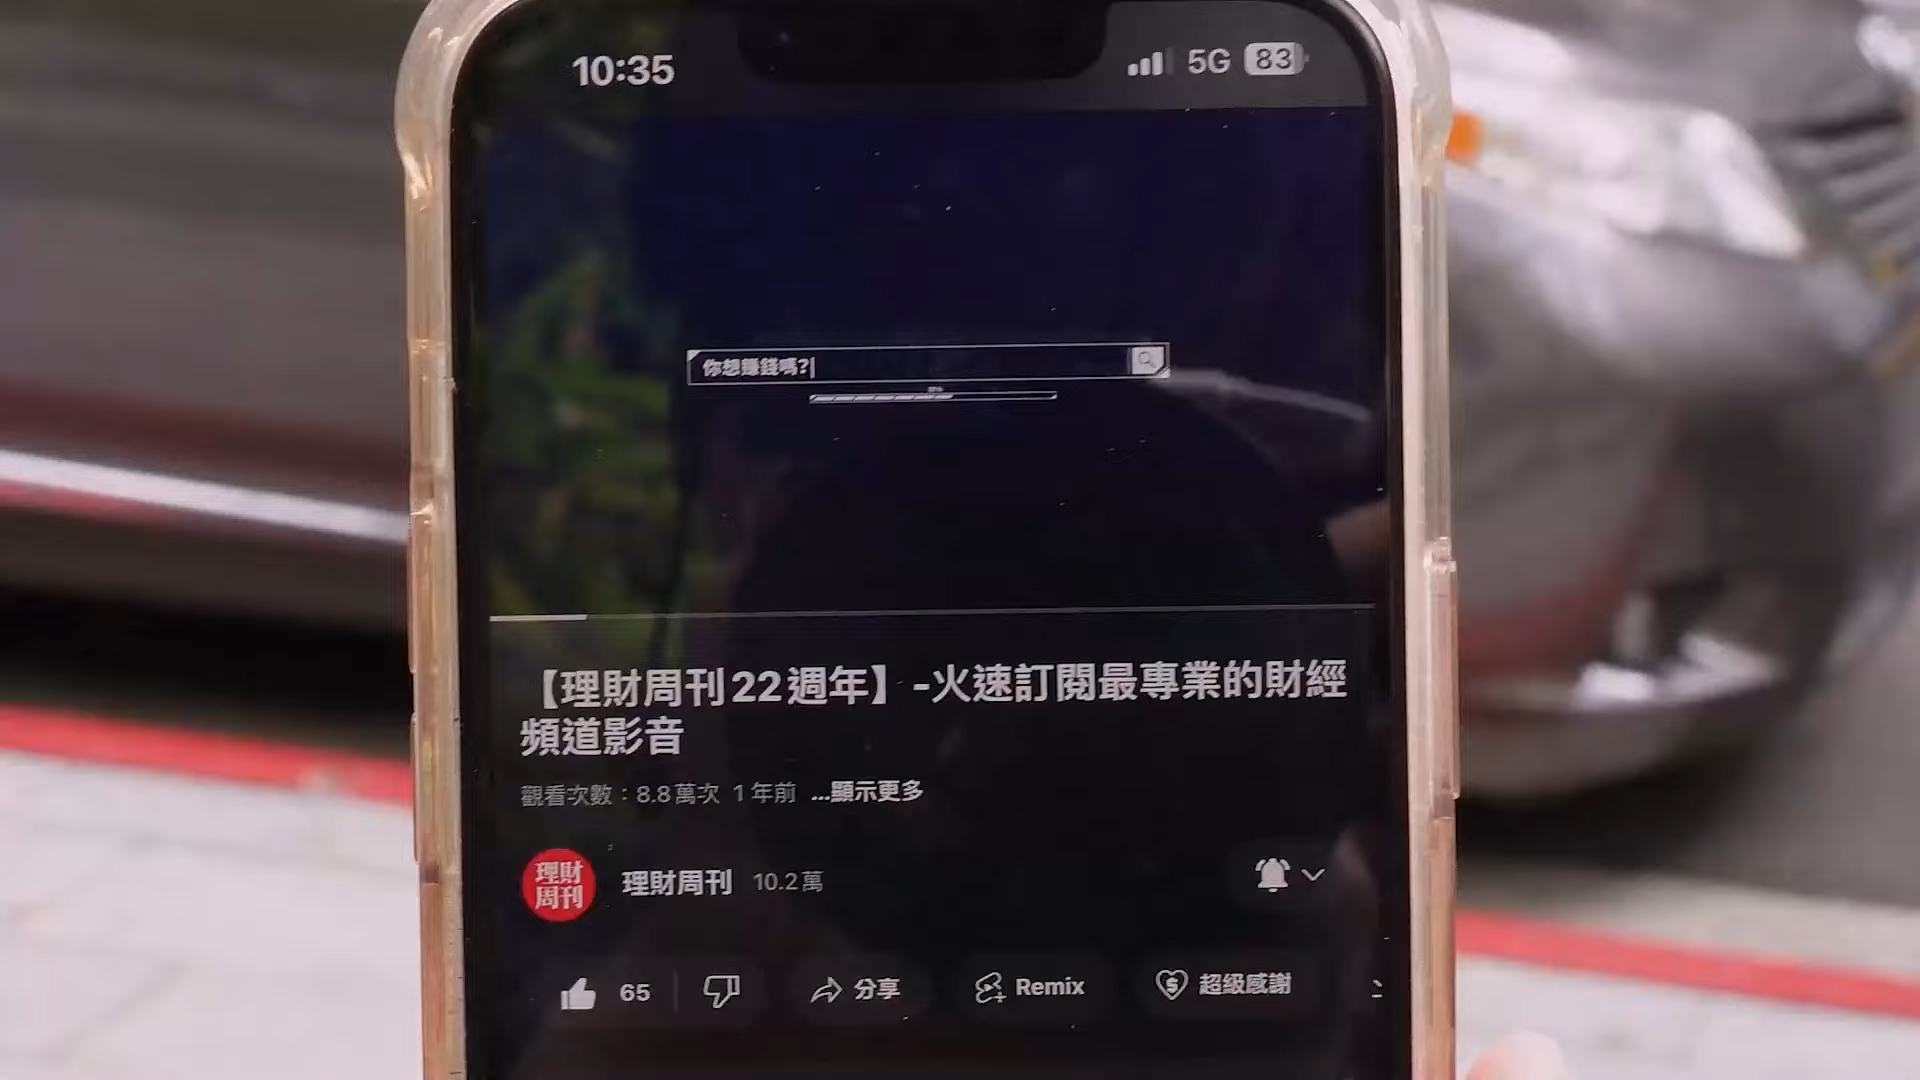 10:35
5G 83
你想賺錢嗎?
【理財周刊22週年】-火速訂閱最專業的財經
頻道影音
觀看次數：8.8萬次 1年前 ...顯示更多
理財
周刊
理財周刊 10.2萬
65
分享
Remix
超級感謝